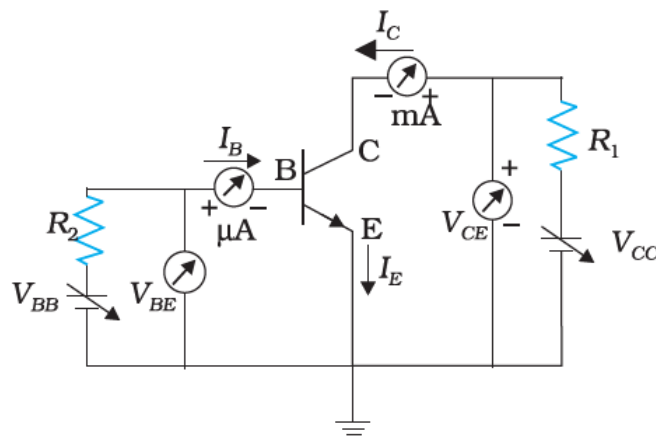 I_C
− +
mA
R_1
I_B
B
C
+ −
μA
R_2
E
+
V_CE
−
V_CC
V_BB
V_BE
I_E